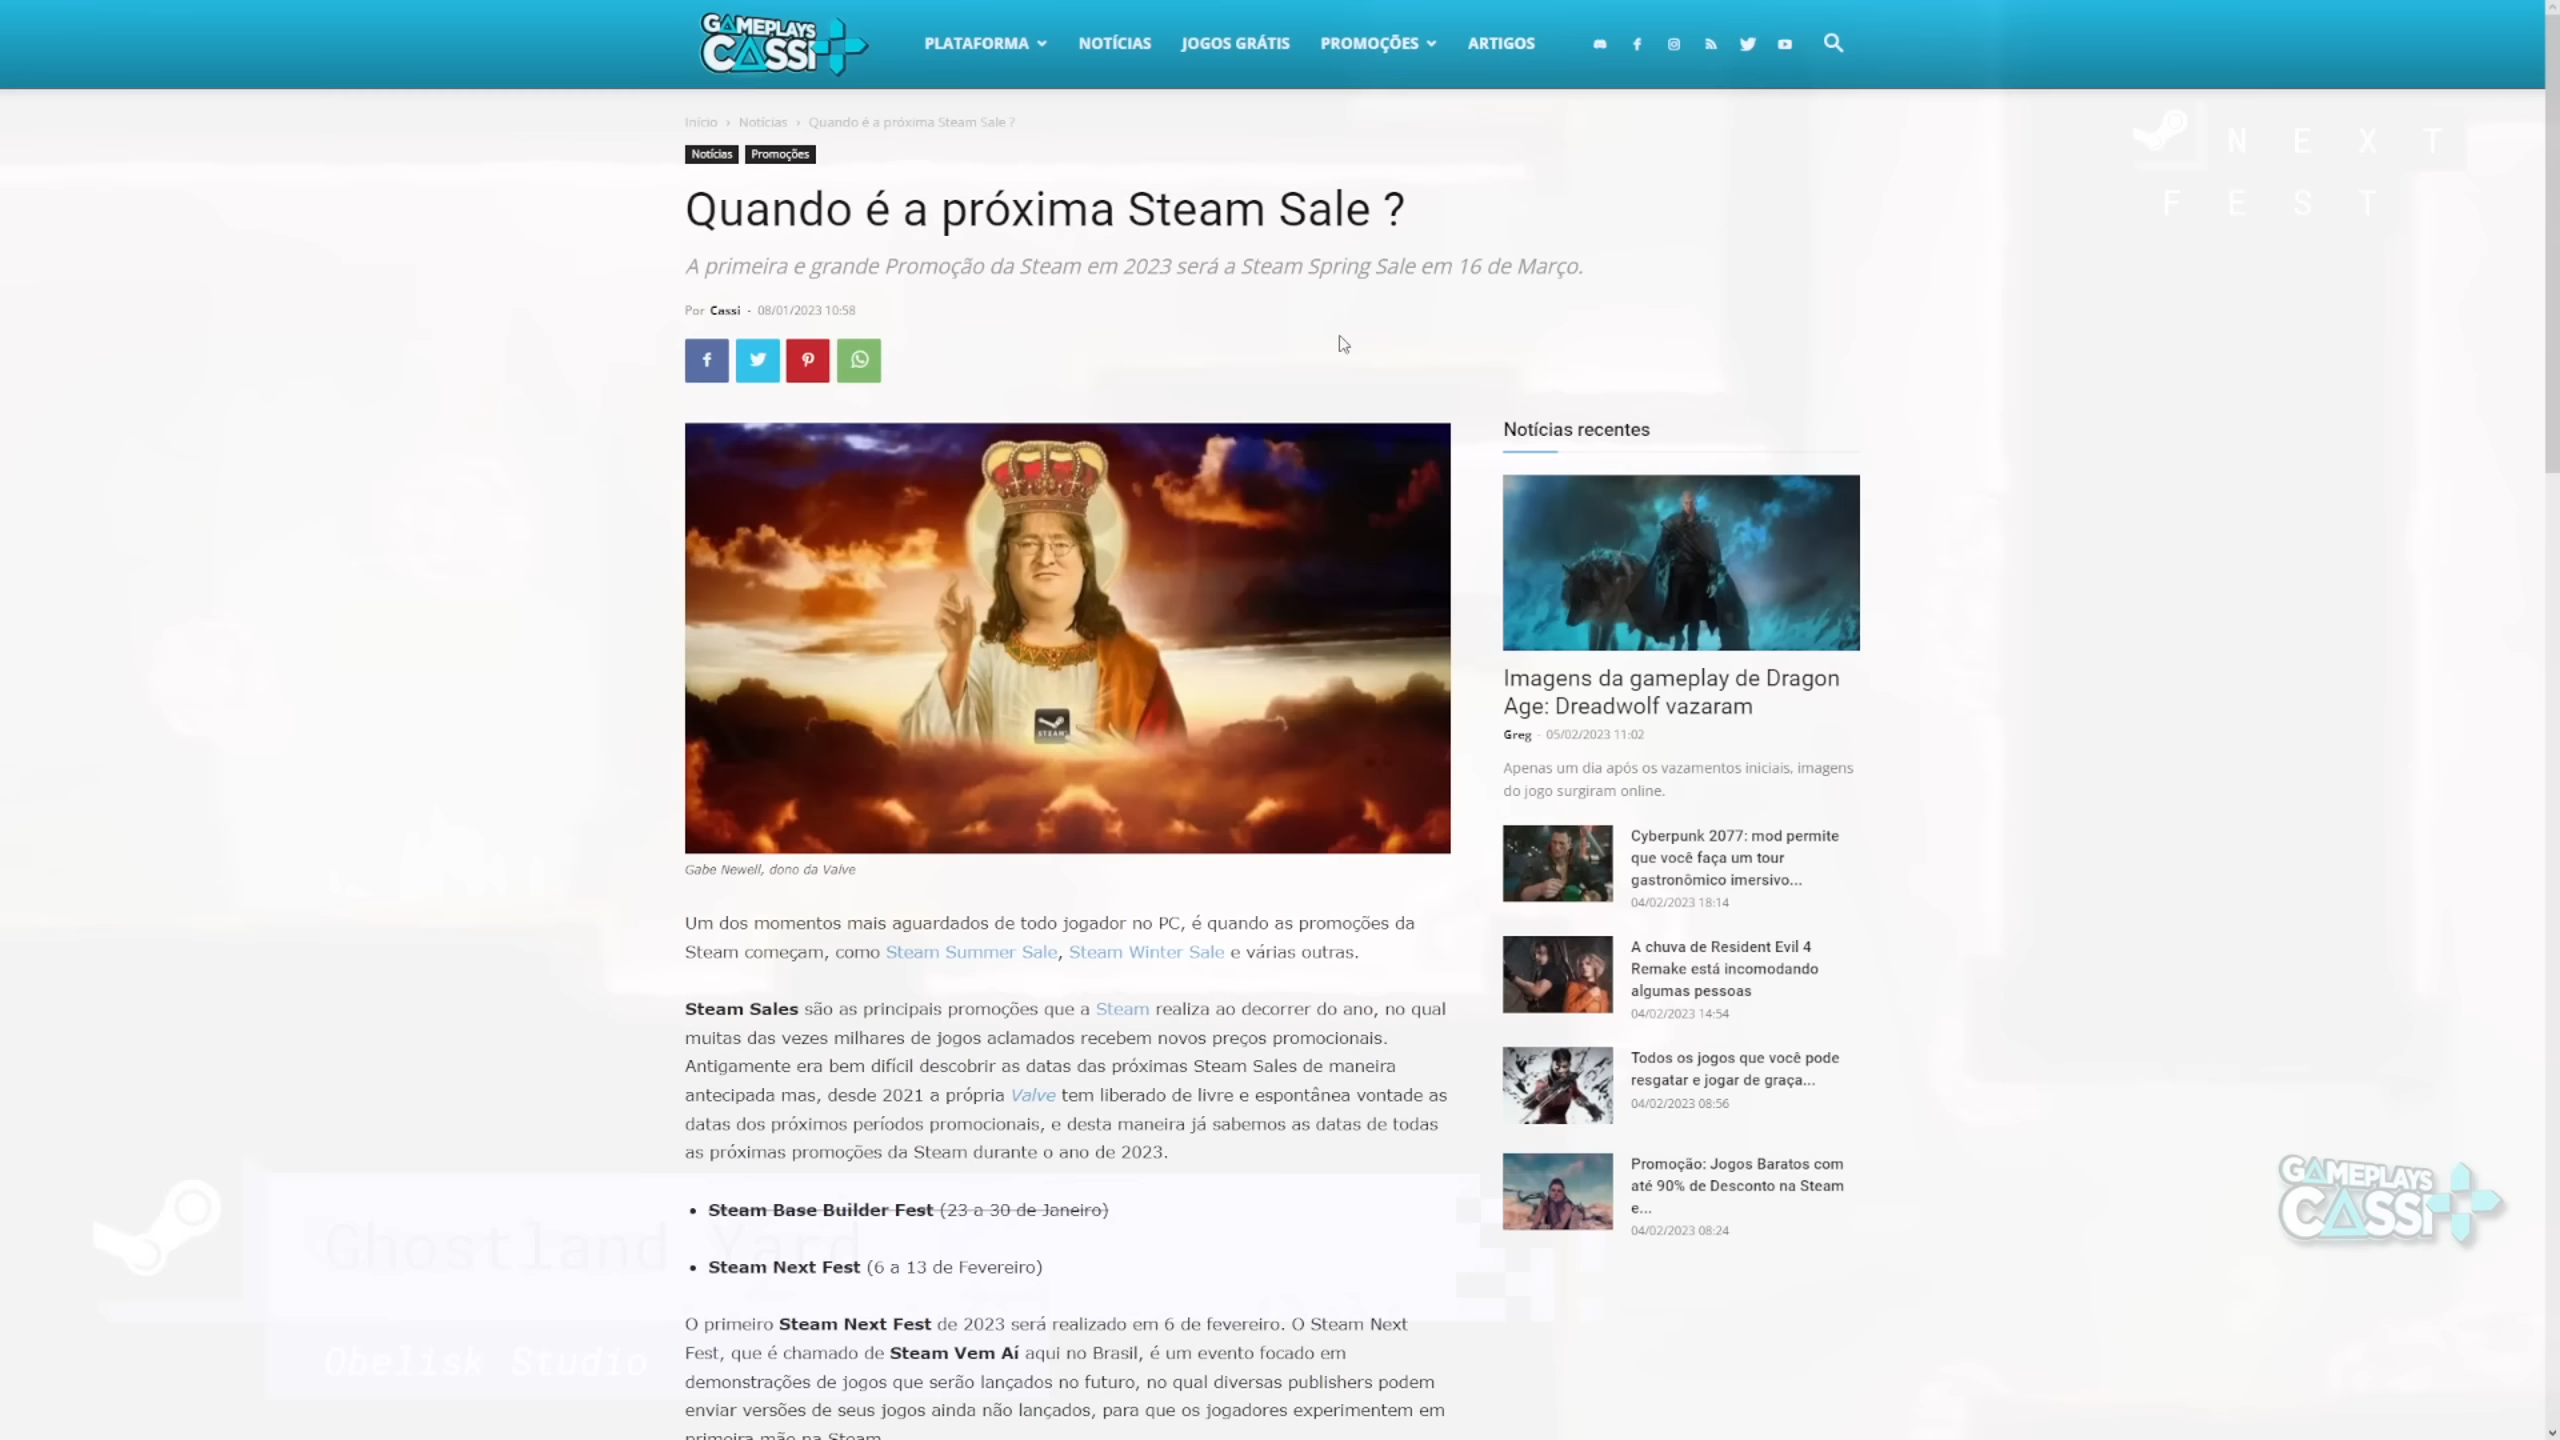 GAMEPLAYS
CASSI
PLATAFORMA
NOTÍCIAS
JOGOS GRÁTIS
PROMOÇÕES
ARTIGOS
Início › Notícias › Quando é a próxima Steam Sale ?
Notícias Promoções
Quando é a próxima Steam Sale ?
A primeira e grande Promoção da Steam em 2023 será a Steam Spring Sale em 16 de Março.
Por Cassi - 08/01/2023 10:58
NEXT
FEST
STEAM
Gabe Newell, dono da Valve
Um dos momentos mais aguardados de todo jogador no PC, é quando as promoções da
Steam começam, como Steam Summer Sale, Steam Winter Sale e várias outras.
Steam Sales são as principais promoções que a Steam realiza ao decorrer do ano, no qual
muitas das vezes milhares de jogos aclamados recebem novos preços promocionais.
Antigamente era bem difícil descobrir as datas das próximas Steam Sales de maneira
antecipada mas, desde 2021 a própria Valve tem liberado de livre e espontânea vontade as
datas dos próximos períodos promocionais, e desta maneira já sabemos as datas de todas
as próximas promoções da Steam durante o ano de 2023.
• Steam Base Builder Fest (23 a 30 de Janeiro)
• Steam Next Fest (6 a 13 de Fevereiro)
O primeiro Steam Next Fest de 2023 será realizado em 6 de fevereiro. O Steam Next
Fest, que é chamado de Steam Vem Aí aqui no Brasil, é um evento focado em
demonstrações de jogos que serão lançados no futuro, no qual diversas publishers podem
enviar versões de seus jogos ainda não lançados, para que os jogadores experimentem em
primeira mão na Steam.
Notícias recentes
Imagens da gameplay de Dragon
Age: Dreadwolf vazaram
Greg - 05/02/2023 11:02
Apenas um dia após os vazamentos iniciais, imagens
do jogo surgiram online.
Cyberpunk 2077: mod permite
que você faça um tour
gastronômico imersivo...
04/02/2023 18:14
A chuva de Resident Evil 4
Remake está incomodando
algumas pessoas
04/02/2023 14:54
Todos os jogos que você pode
resgatar e jogar de graça...
04/02/2023 08:56
Promoção: Jogos Baratos com
até 90% de Desconto na Steam
e...
04/02/2023 08:24
Ghostland Yard
Obelisk Studio
GAMEPLAYS
CASSI